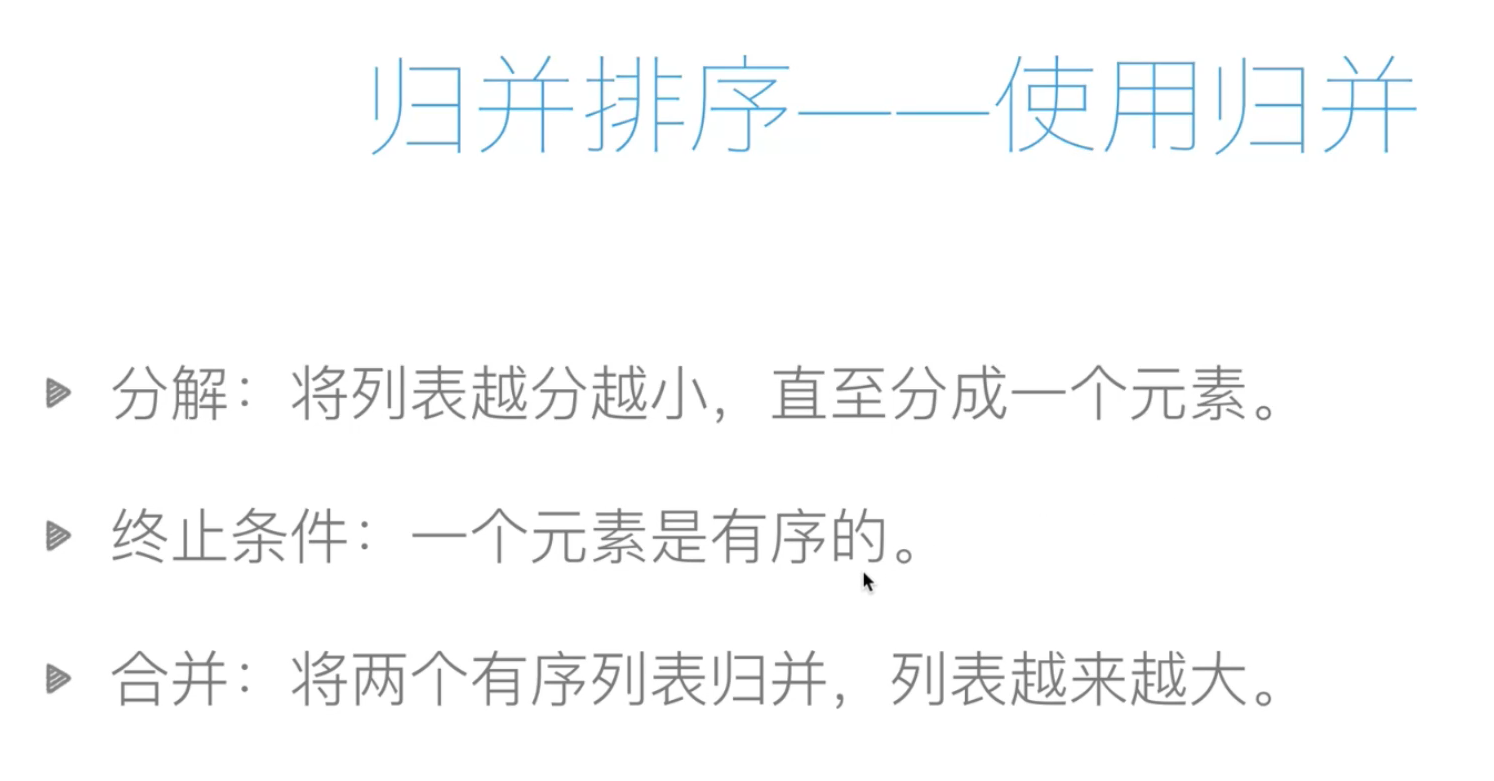 归并排序——使用归并
分解：将列表越分越小，直至分成一个元素。
终止条件：一个元素是有序的。
合并：将两个有序列表归并，列表越来越大。